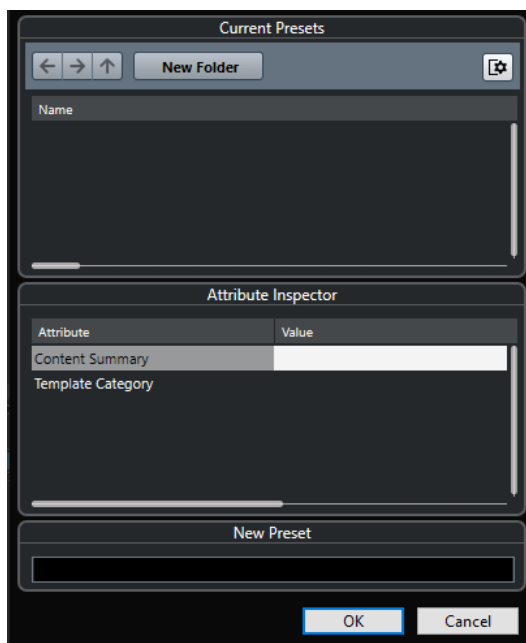 Current Presets
New Folder
Name
Attribute Inspector
Attribute Value
Content Summary
Template Category
New Preset
OK Cancel